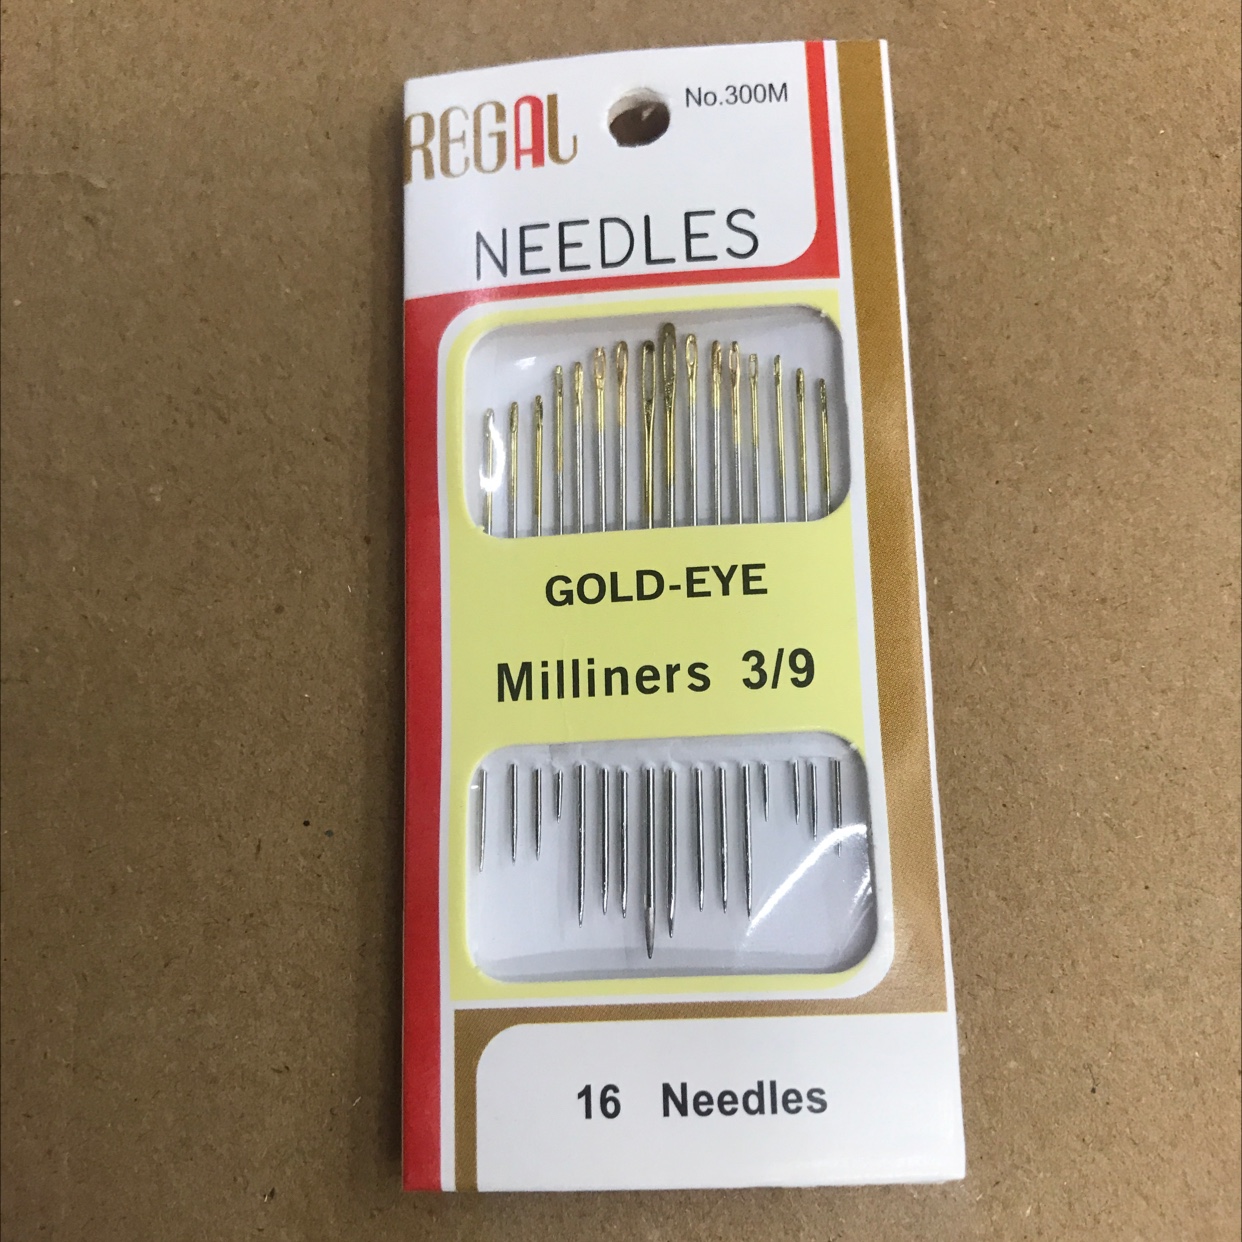 REGAL
No.300M
NEEDLES
GOLD-EYE
Milliners 3/9
16 Needles